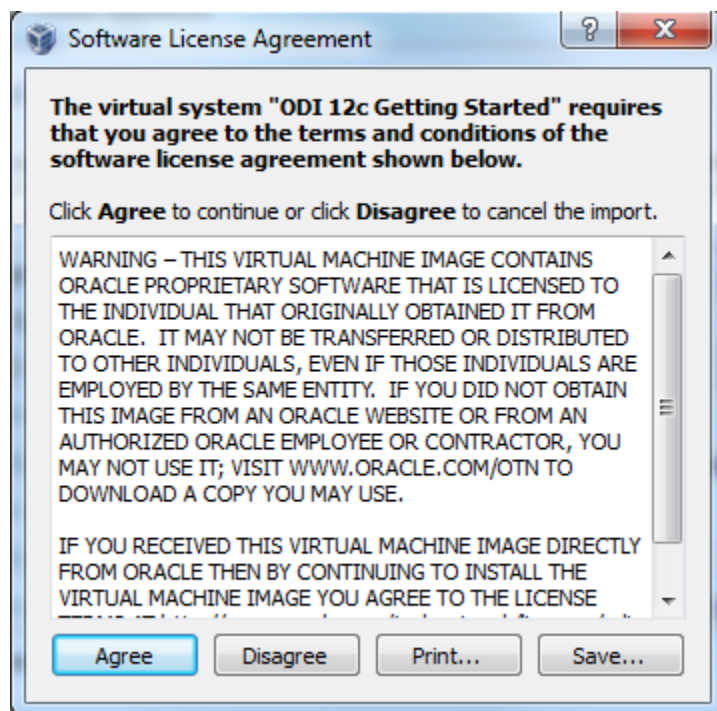 Software License Agreement
The virtual system "ODI 12c Getting Started" requires
that you agree to the terms and conditions of the
software license agreement shown below.
Click Agree to continue or click Disagree to cancel the import.
WARNING – THIS VIRTUAL MACHINE IMAGE CONTAINS
ORACLE PROPRIETARY SOFTWARE THAT IS LICENSED TO
THE INDIVIDUAL THAT ORIGINALLY OBTAINED IT FROM
ORACLE.  IT MAY NOT BE TRANSFERRED OR DISTRIBUTED
TO OTHER INDIVIDUALS, EVEN IF THOSE INDIVIDUALS ARE
EMPLOYED BY THE SAME ENTITY.  IF YOU DID NOT OBTAIN
THIS IMAGE FROM AN ORACLE WEBSITE OR FROM AN
AUTHORIZED ORACLE EMPLOYEE OR CONTRACTOR, YOU
MAY NOT USE IT; VISIT WWW.ORACLE.COM/OTN TO
DOWNLOAD A COPY YOU MAY USE.
IF YOU RECEIVED THIS VIRTUAL MACHINE IMAGE DIRECTLY
FROM ORACLE THEN BY CONTINUING TO INSTALL THE
VIRTUAL MACHINE IMAGE YOU AGREE TO THE LICENSE
Agree Disagree Print... Save...